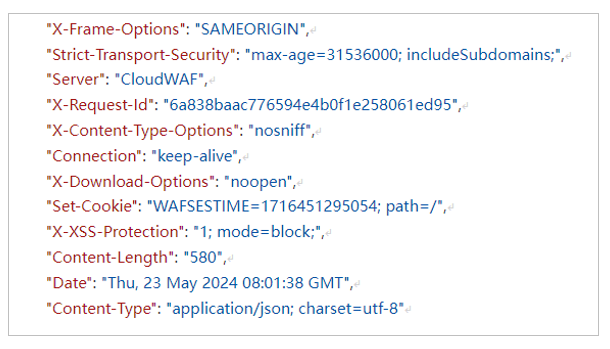 "X-Frame-Options": "SAMEORIGIN",
"Strict-Transport-Security": "max-age=31536000; includeSubdomains;",
"Server": "CloudWAF",
"X-Request-Id": "6a838baac776594e4b0f1e258061ed95",
"X-Content-Type-Options": "nosniff",
"Connection": "keep-alive",
"X-Download-Options": "noopen",
"Set-Cookie": "WAFSESTIME=1716451295054; path=/",
"X-XSS-Protection": "1; mode=block;",
"Content-Length": "580",
"Date": "Thu, 23 May 2024 08:01:38 GMT",
"Content-Type": "application/json; charset=utf-8"